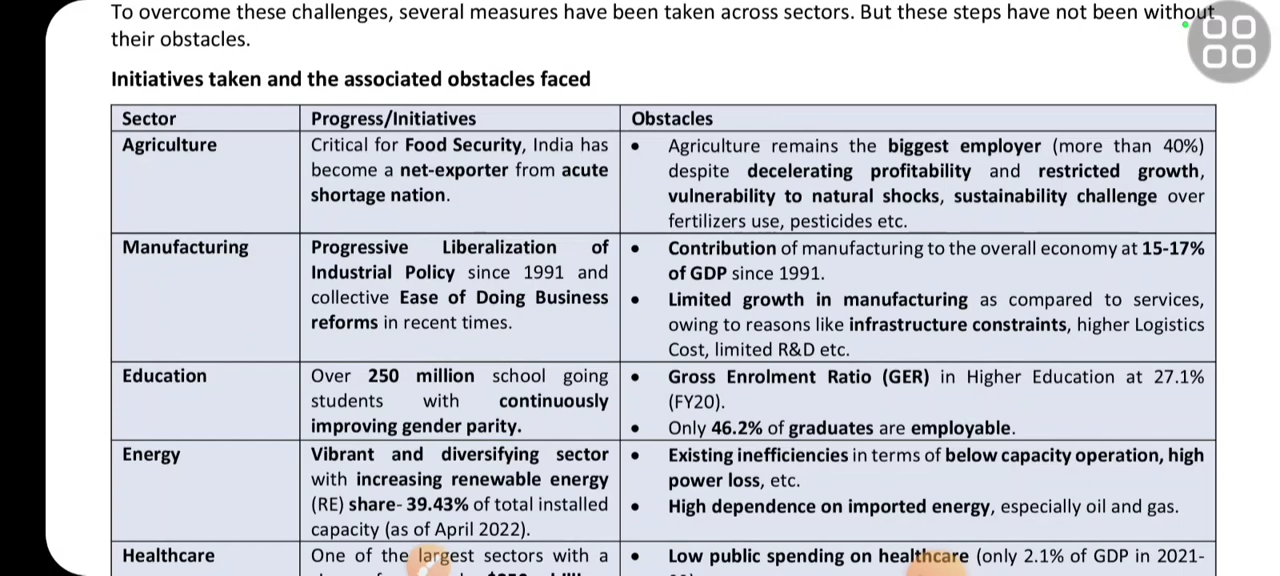 To overcome these challenges, several measures have been taken across sectors. But these steps have not been without
their obstacles.
Initiatives taken and the associated obstacles faced
Sector
Progress/Initiatives
Obstacles
Agriculture
Critical for Food Security, India has
become a net-exporter from acute
shortage nation.
• Agriculture remains the biggest employer (more than 40%)
despite decelerating profitability and restricted growth,
vulnerability to natural shocks, sustainability challenge over
fertilizers use, pesticides etc.
Manufacturing
Progressive Liberalization of
Industrial Policy since 1991 and
collective Ease of Doing Business
reforms in recent times.
• Contribution of manufacturing to the overall economy at 15-17%
of GDP since 1991.
• Limited growth in manufacturing as compared to services,
owing to reasons like infrastructure constraints, higher Logistics
Cost, limited R&D etc.
Education
Over 250 million school going
students with continuously
improving gender parity.
• Gross Enrolment Ratio (GER) in Higher Education at 27.1%
(FY20).
• Only 46.2% of graduates are employable.
Energy
Vibrant and diversifying sector
with increasing renewable energy
(RE) share- 39.43% of total installed
capacity (as of April 2022).
• Existing inefficiencies in terms of below capacity operation, high
power loss, etc.
• High dependence on imported energy, especially oil and gas.
Healthcare
One of the largest sectors with a
• Low public spending on healthcare (only 2.1% of GDP in 2021-